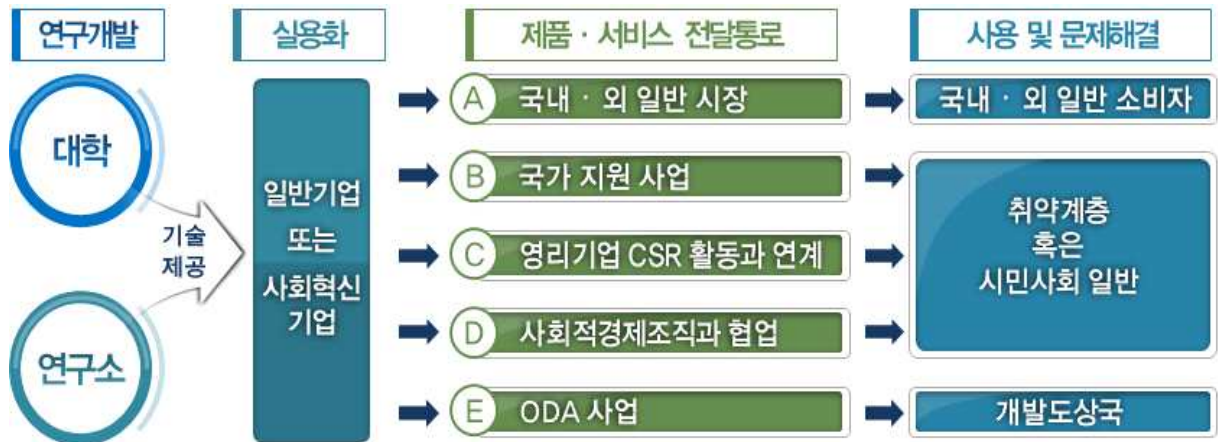 연구개발
실용화
제품 · 서비스 전달통로
사용 및 문제해결
대학
기술
제공
연구소
일반기업
또는
사회혁신
기업
A 국내 · 외 일반 시장
국내 · 외 일반 소비자
B 국가 지원 사업
C 영리기업 CSR 활동과 연계
D 사회적경제조직과 협업
취약계층
혹은
시민사회 일반
E ODA 사업
개발도상국